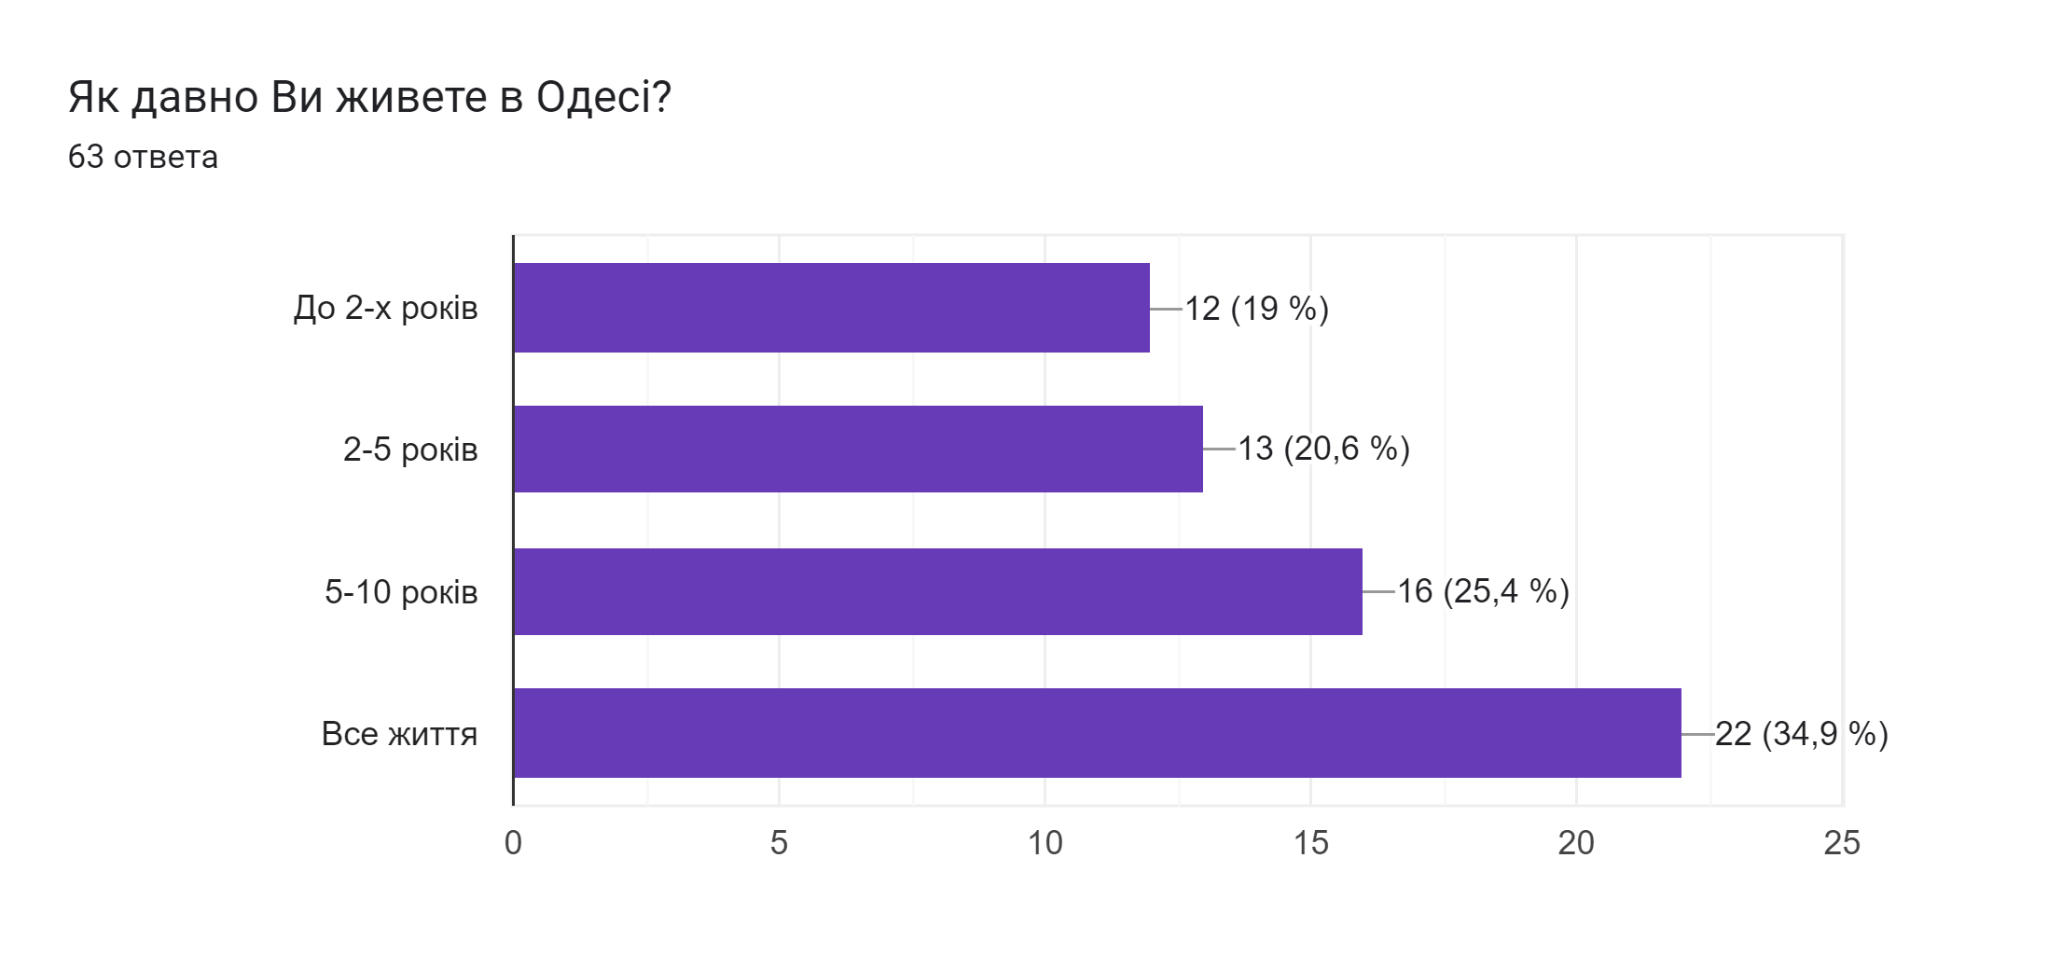 Як давно Ви живете в Одесі?
63 ответа
До 2-х років
12 (19 %)
2-5 років
13 (20,6 %)
5-10 років
16 (25,4 %)
Все життя
22 (34,9 %)
0 5 10 15 20 25